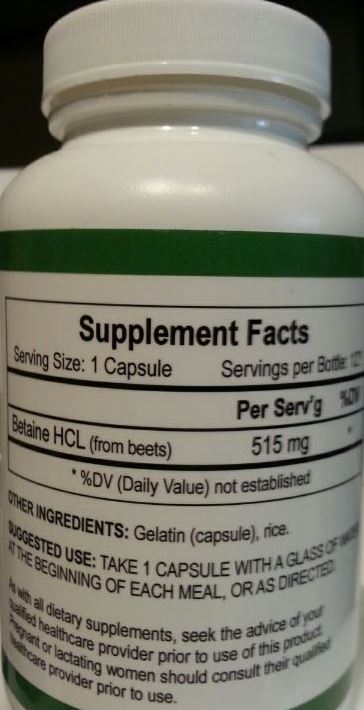 Supplement Facts
Serving Size: 1 Capsule Servings per Bottle:
Per Serv'g %DV
Betaine HCL (from beets) 515 mg *
* %DV (Daily Value) not established
OTHER INGREDIENTS: Gelatin (capsule), rice.
SUGGESTED USE: TAKE 1 CAPSULE WITH A GLASS OF
AT THE BEGINNING OF EACH MEAL, OR AS DIRECTED.
As with all dietary supplements, seek the advice of your
qualified healthcare provider prior to use of this product.
Pregnant or lactating women should consult their qualified
healthcare provider prior to use.